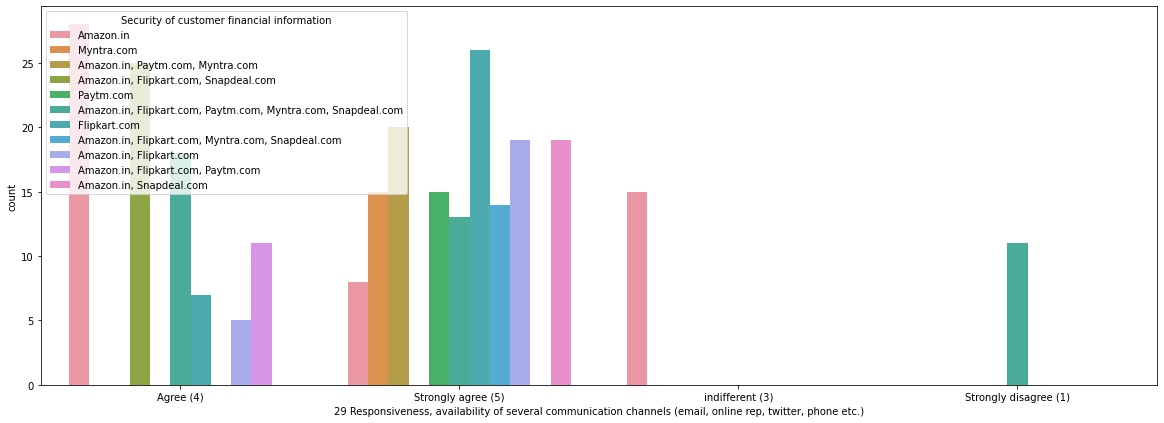 Security of customer financial information
Amazon.in
Myntra.com
Amazon.in, Paytm.com, Myntra.com
Amazon.in, Flipkart.com, Snapdeal.com
Paytm.com
Amazon.in, Flipkart.com, Paytm.com, Myntra.com, Snapdeal.com
Flipkart.com
Amazon.in, Flipkart.com, Myntra.com, Snapdeal.com
Amazon.in, Flipkart.com
Amazon.in, Flipkart.com, Paytm.com
Amazon.in, Snapdeal.com
count
25
20
15
10
5
0
Agree (4)
Strongly agree (5)
indifferent (3)
Strongly disagree (1)
29 Responsiveness, availability of several communication channels (email, online rep, twitter, phone etc.)